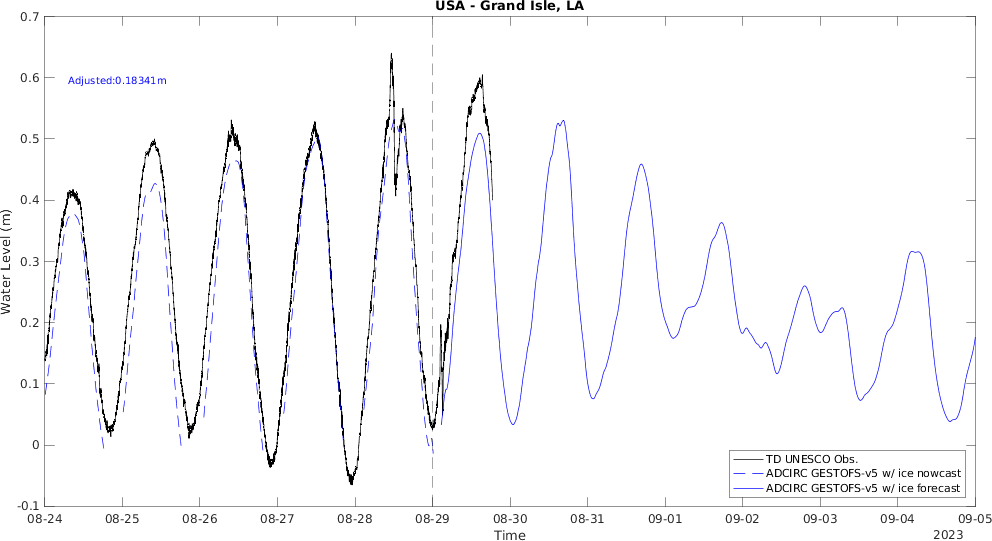 USA - Grand Isle, LA
0.7
0.6
0.5
0.4
0.3
0.2
0.1
0
-0.1
Water Level (m)
Adjusted:0.18341m
TD UNESCO Obs.
ADCIRC GESTOFS-v5 w/ ice nowcast
ADCIRC GESTOFS-v5 w/ ice forecast
08-24 08-25 08-26 08-27 08-28 08-29 08-30 08-31 09-01 09-02 09-03 09-04 09-05
Time
2023